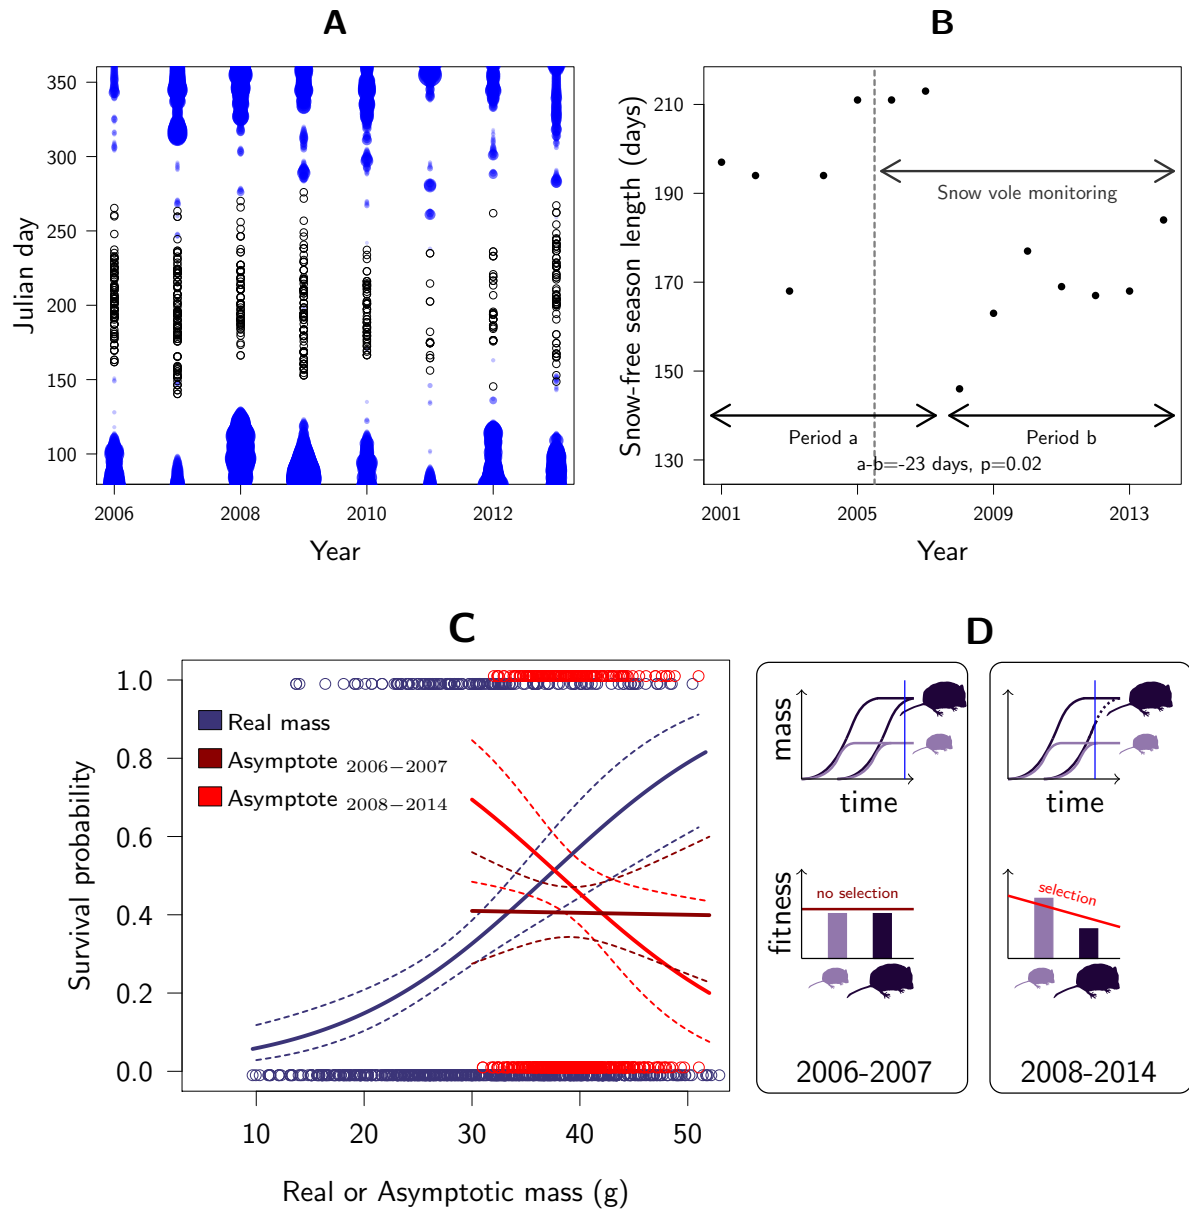 A
B
350
300
250
200
150
100
Julian day
2006
2008
2010
2012
Year
210
190
170
150
130
Snow-free season length (days)
Snow vole monitoring
Period a
Period b
a-b=-23 days, p=0.02
2001
2005
2009
2013
Year
C
D
1.0
0.8
0.6
0.4
0.2
0.0
Survival probability
Real mass
Asymptote 2006−2007
Asymptote 2008−2014
10
20
30
40
50
Real or Asymptotic mass (g)
mass
time
fitness
no selection
2006-2007
time
selection
2008-2014